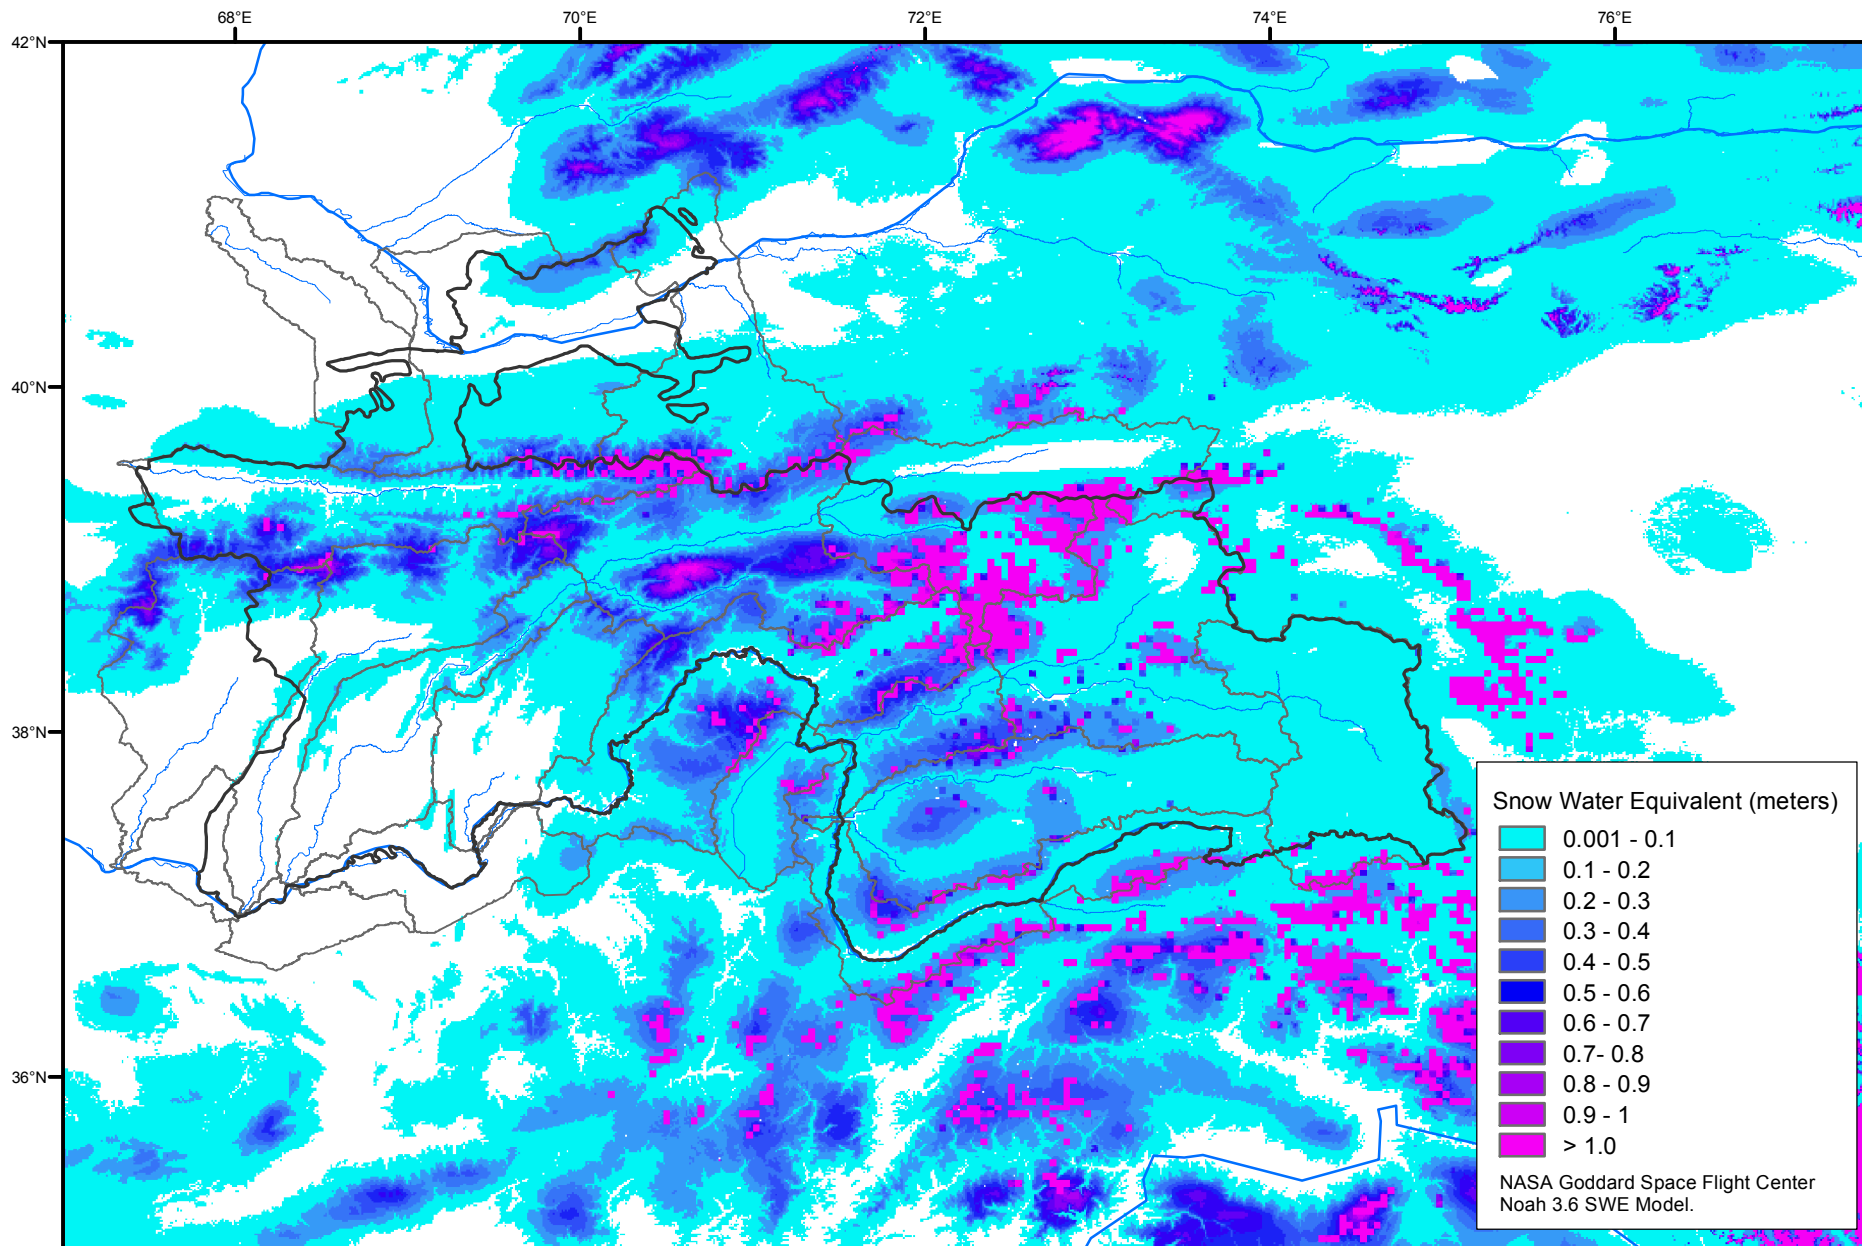 68°E
70°E
72°E
74°E
76°E
42°N
40°N
38°N
36°N
Snow Water Equivalent (meters)
0.001 - 0.1
0.1 - 0.2
0.2 - 0.3
0.3 - 0.4
0.4 - 0.5
0.5 - 0.6
0.6 - 0.7
0.7- 0.8
0.8 - 0.9
0.9 - 1
> 1.0
NASA Goddard Space Flight Center
Noah 3.6 SWE Model.